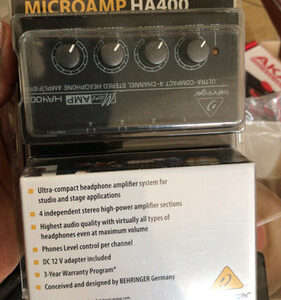 MICROAMP HA400
behringer
ULTRA-COMPACT 4-CHANNEL STEREO HEADPHONE AMPLIFIER
HA400 MicroAMP
Ultra-compact headphone amplifier system for
studio and stage applications
4 independent stereo high-power amplifier sections
Highest audio quality with virtually all types of
headphones even at maximum volume
Phones Level control per channel
DC 12 V adapter included
3-Year Warranty Program*
Conceived and designed by BEHRINGER Germany
AKA